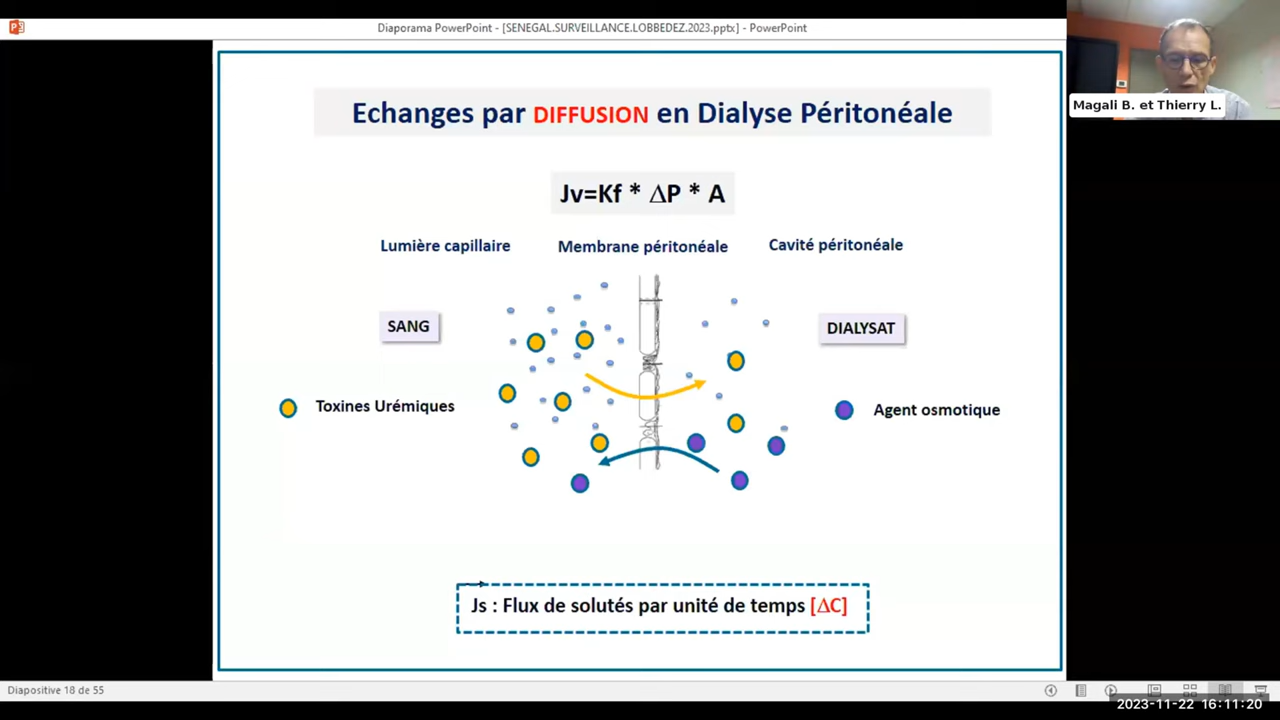 Diaporama PowerPoint - [SENEGAL.SURVEILLANCE.LOBBEDEZ.2023.pptx] - PowerPoint
Magali B. et Thierry L.
Echanges par DIFFUSION en Dialyse Péritonéale
Jv=Kf * ΔP * A
Lumière capillaire
Membrane péritonéale
Cavité péritonéale
SANG
DIALYSAT
Toxines Urémiques
Agent osmotique
Js : Flux de solutés par unité de temps [ΔC]
Diapositive 18 de 55
2023-11-22 16:11:20